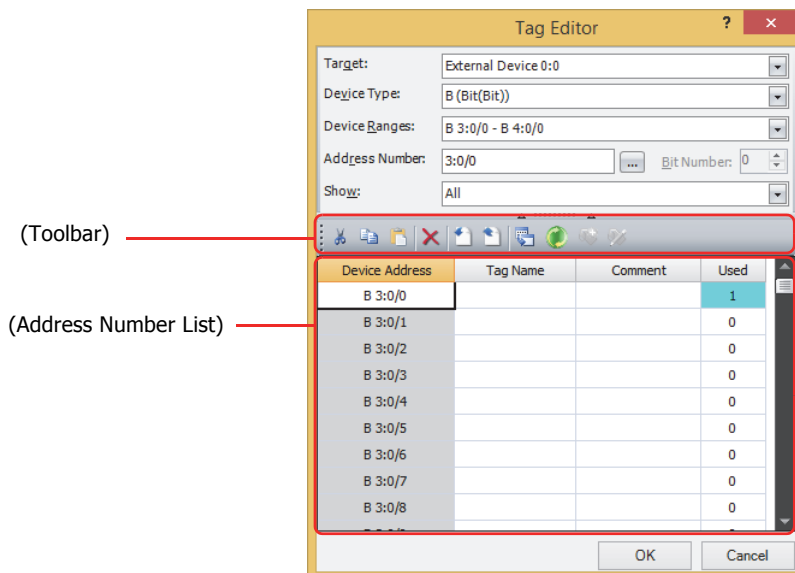 Tag Editor ? ×
Target: External Device 0:0
Device Type: B (Bit(Bit))
Device Ranges: B 3:0/0 - B 4:0/0
Address Number: 3:0/0 ... Bit Number: 0
Show: All
(Toolbar)
Device Address Tag Name Comment Used
B 3:0/0 1
(Address Number List)
B 3:0/1 0
B 3:0/2 0
B 3:0/3 0
B 3:0/4 0
B 3:0/5 0
B 3:0/6 0
B 3:0/7 0
B 3:0/8 0
OK Cancel